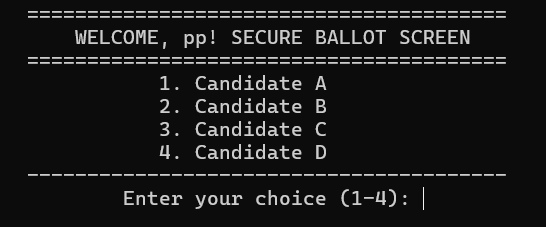 ========================================
WELCOME, pp! SECURE BALLOT SCREEN
========================================
1. Candidate A
2. Candidate B
3. Candidate C
4. Candidate D
----------------------------------------
Enter your choice (1-4):